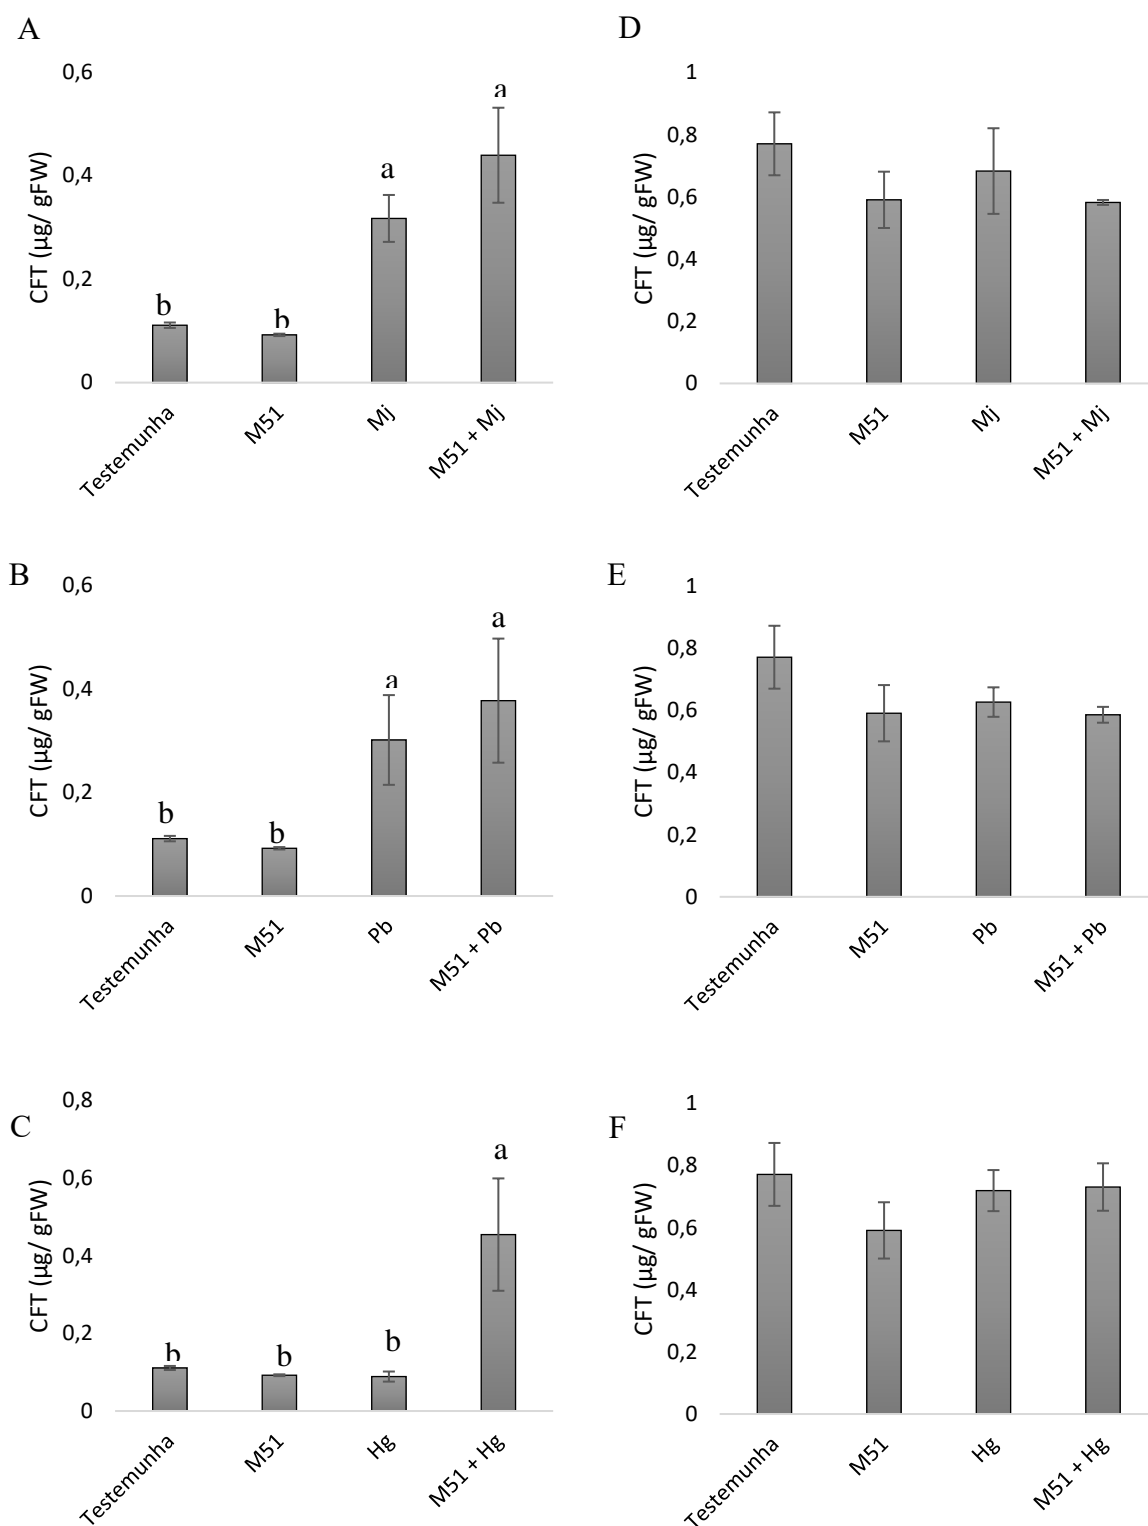 A
CFT (µg/ gFW)
0,6
0,4
0,2
0
b
b
a
a
Testemunha
M51
Mj
M51 + Mj
D
CFT (µg/ gFW)
1
0,8
0,6
0,4
0,2
0
Testemunha
M51
Mj
M51 + Mj
B
CFT (µg/ gFW)
0,6
0,4
0,2
0
b
b
a
a
Testemunha
M51
Pb
M51 + Pb
E
CFT (µg/ gFW)
1
0,8
0,6
0,4
0,2
0
Testemunha
M51
Pb
M51 + Pb
C
CFT (µg/ gFW)
0,8
0,6
0,4
0,2
0
b
b
b
a
Testemunha
M51
Hg
M51 + Hg
F
CFT (µg/ gFW)
1
0,8
0,6
0,4
0,2
0
Testemunha
M51
Hg
M51 + Hg